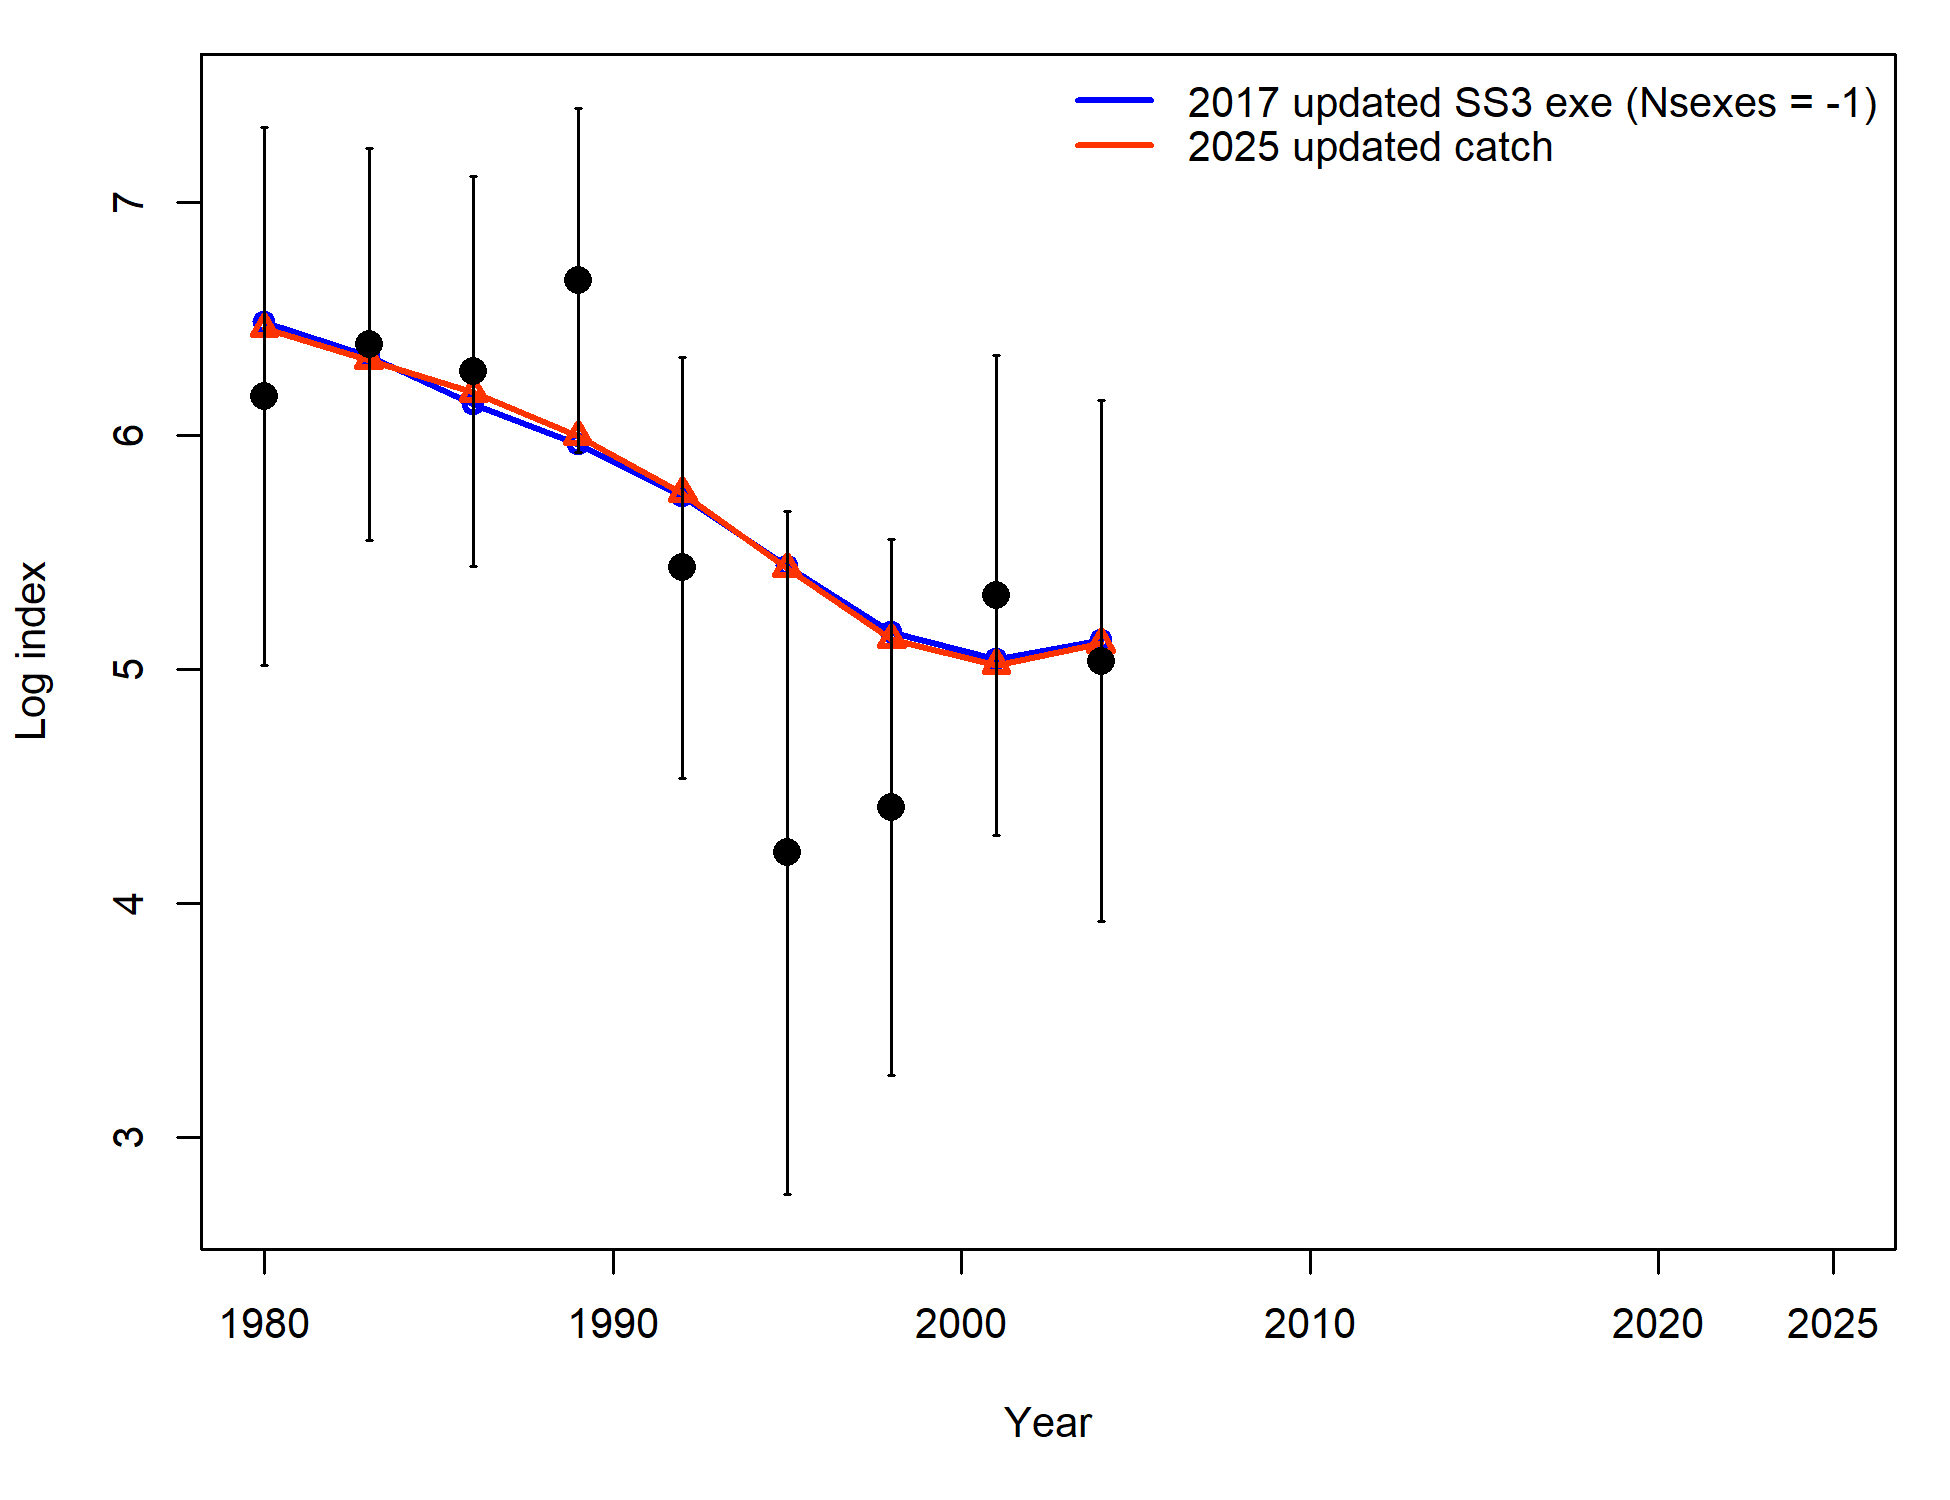 2017 updated SS3 exe (Nsexes = -1)
2025 updated catch
7
6
5
4
3
Log index
1980 1990 2000 2010 2020 2025
Year